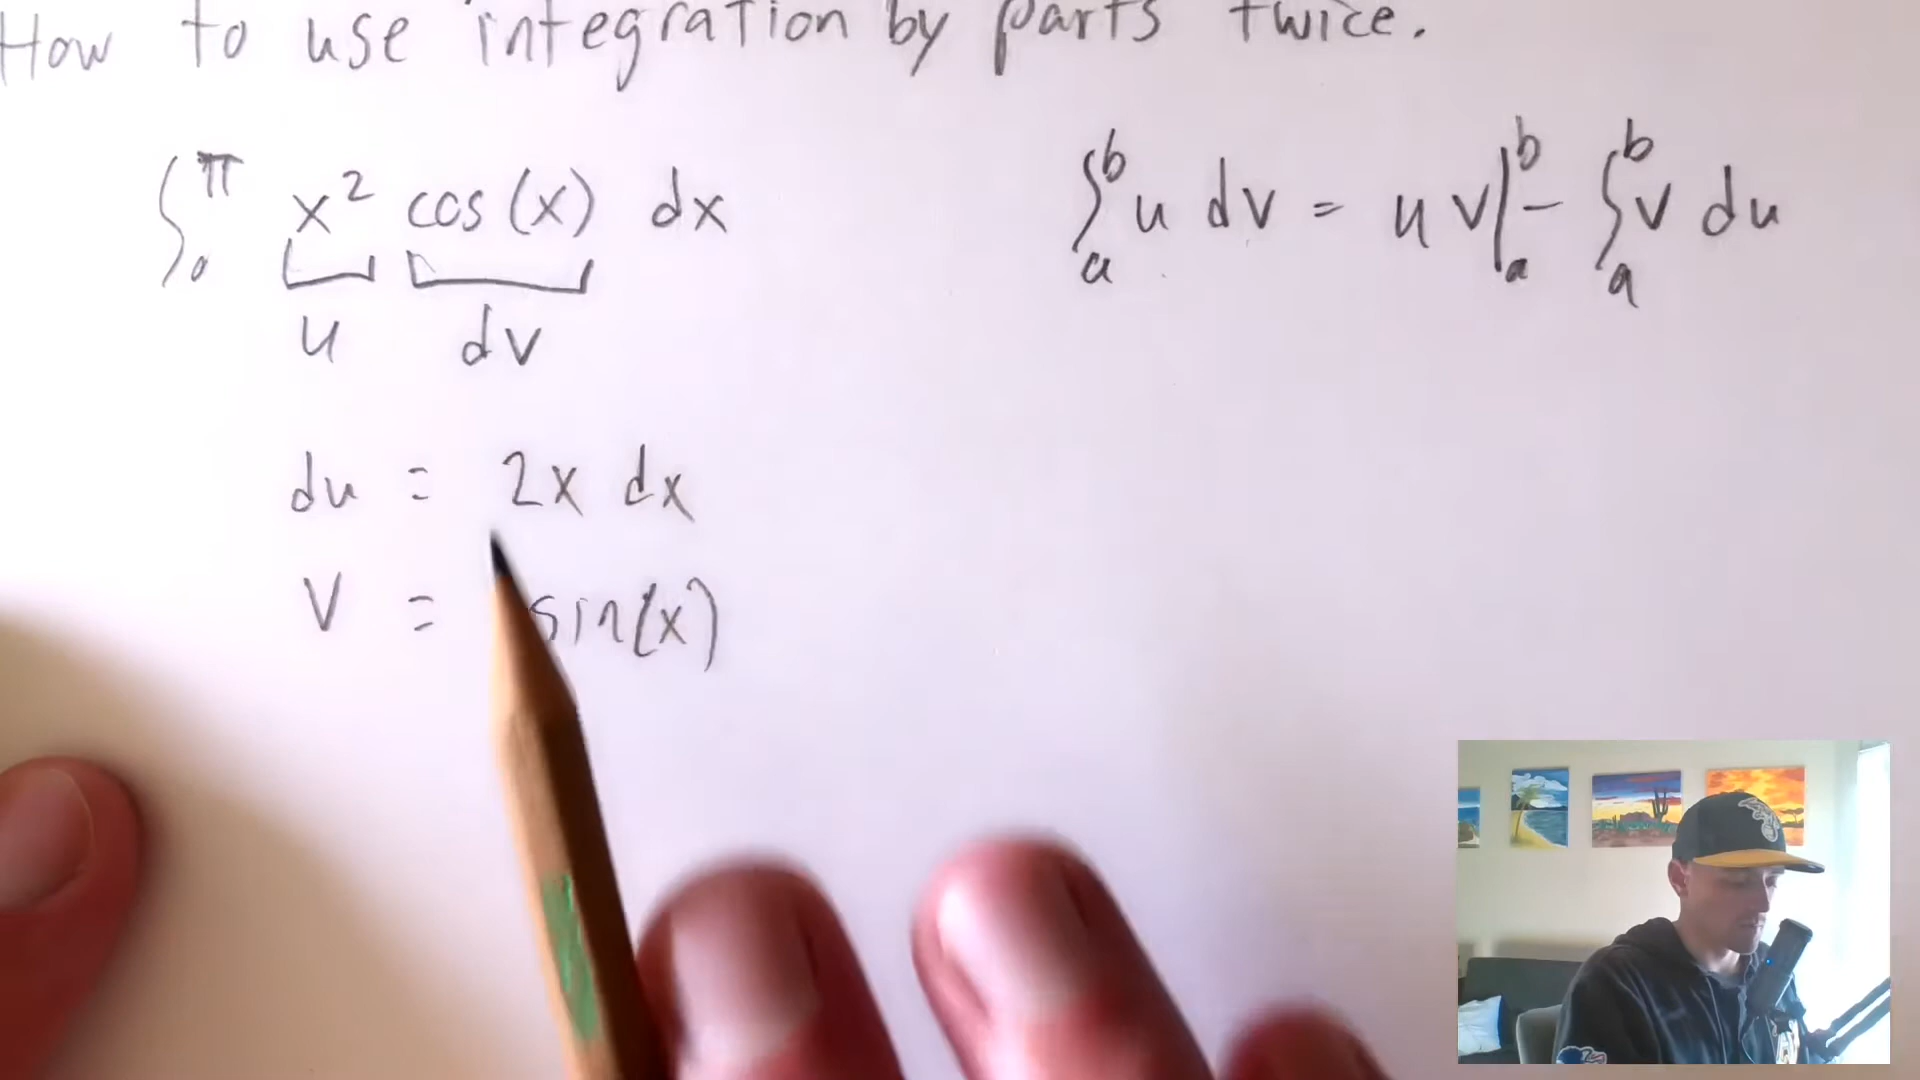 How to use integration by parts twice.
∫₀^π x² cos(x) dx
u dv
∫ₐᵇ u dv = uv|ₐᵇ − ∫ₐᵇ v du
du = 2x dx
v = sin(x)